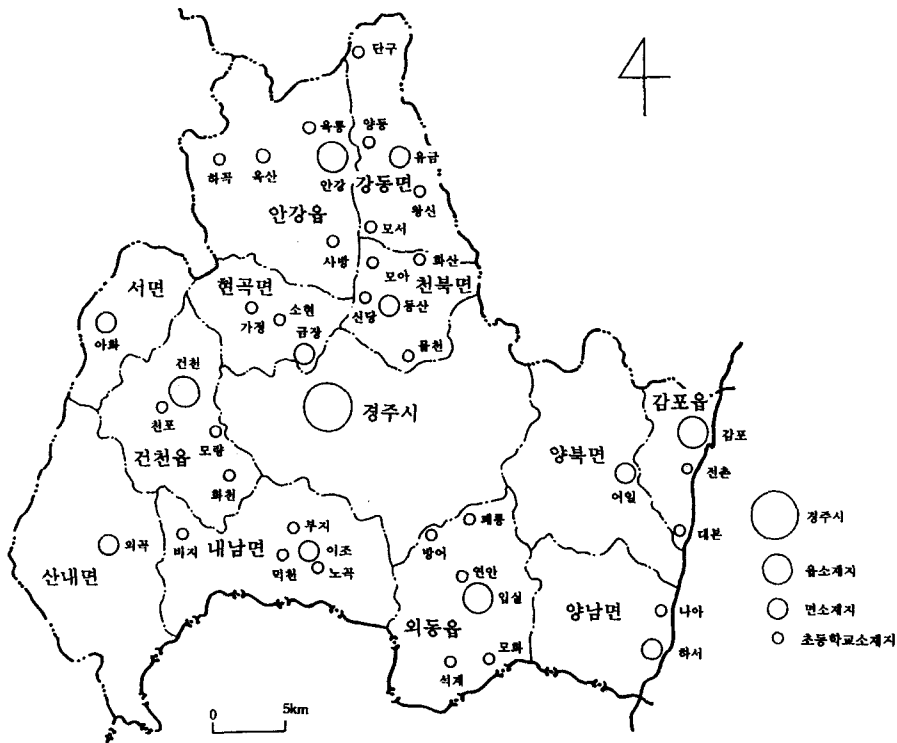 단구
육통
양동
하곡
옥산
안강
유금
강동면
왕신
안강읍
모서
사방
모아
화산
천북면
서면
현곡면
소현
가정
금장
신당
동산
물천
아화
건천
천포
모량
건천읍
화천
경주시
감포읍
감포
양북면
어일
전촌
대본
외곡
산내면
비지
내남면
부지
이조
덕천
노곡
괘릉
방어
연안
입실
외동읍
석계
모화
양남면
나아
하서
경주시
읍소재지
면소재지
초등학교소재지
0 5km